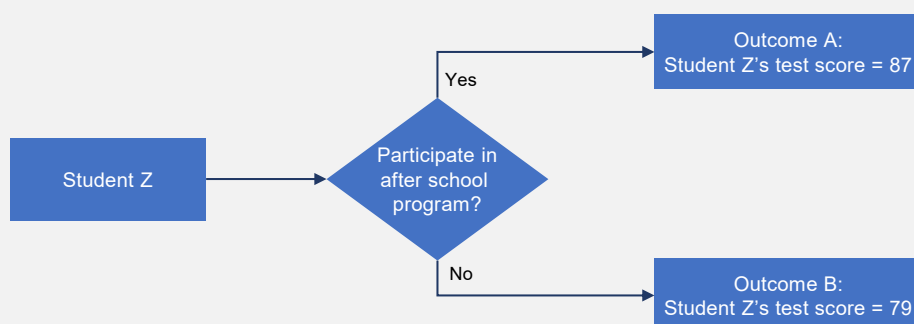 Outcome A:
Student Z’s test score = 87
Yes
Participate in
after school
program?
Student Z
No
Outcome B:
Student Z’s test score = 79